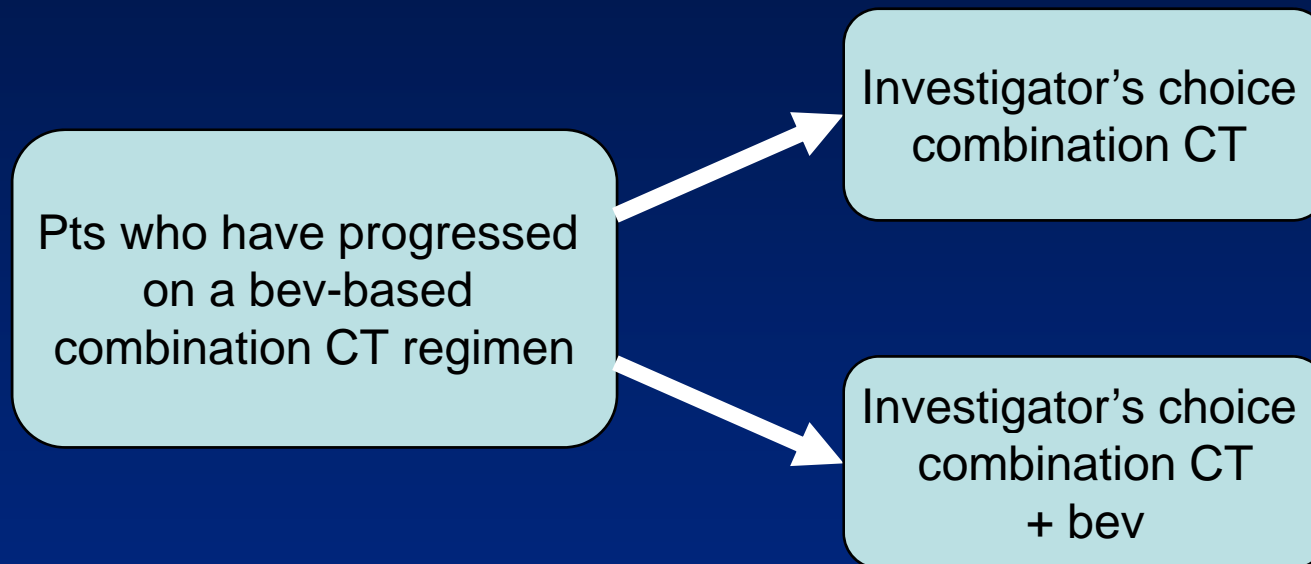 Pts who have progressed
on a bev-based
combination CT regimen
Investigator's choice
combination CT
Investigator's choice
combination CT
+ bev